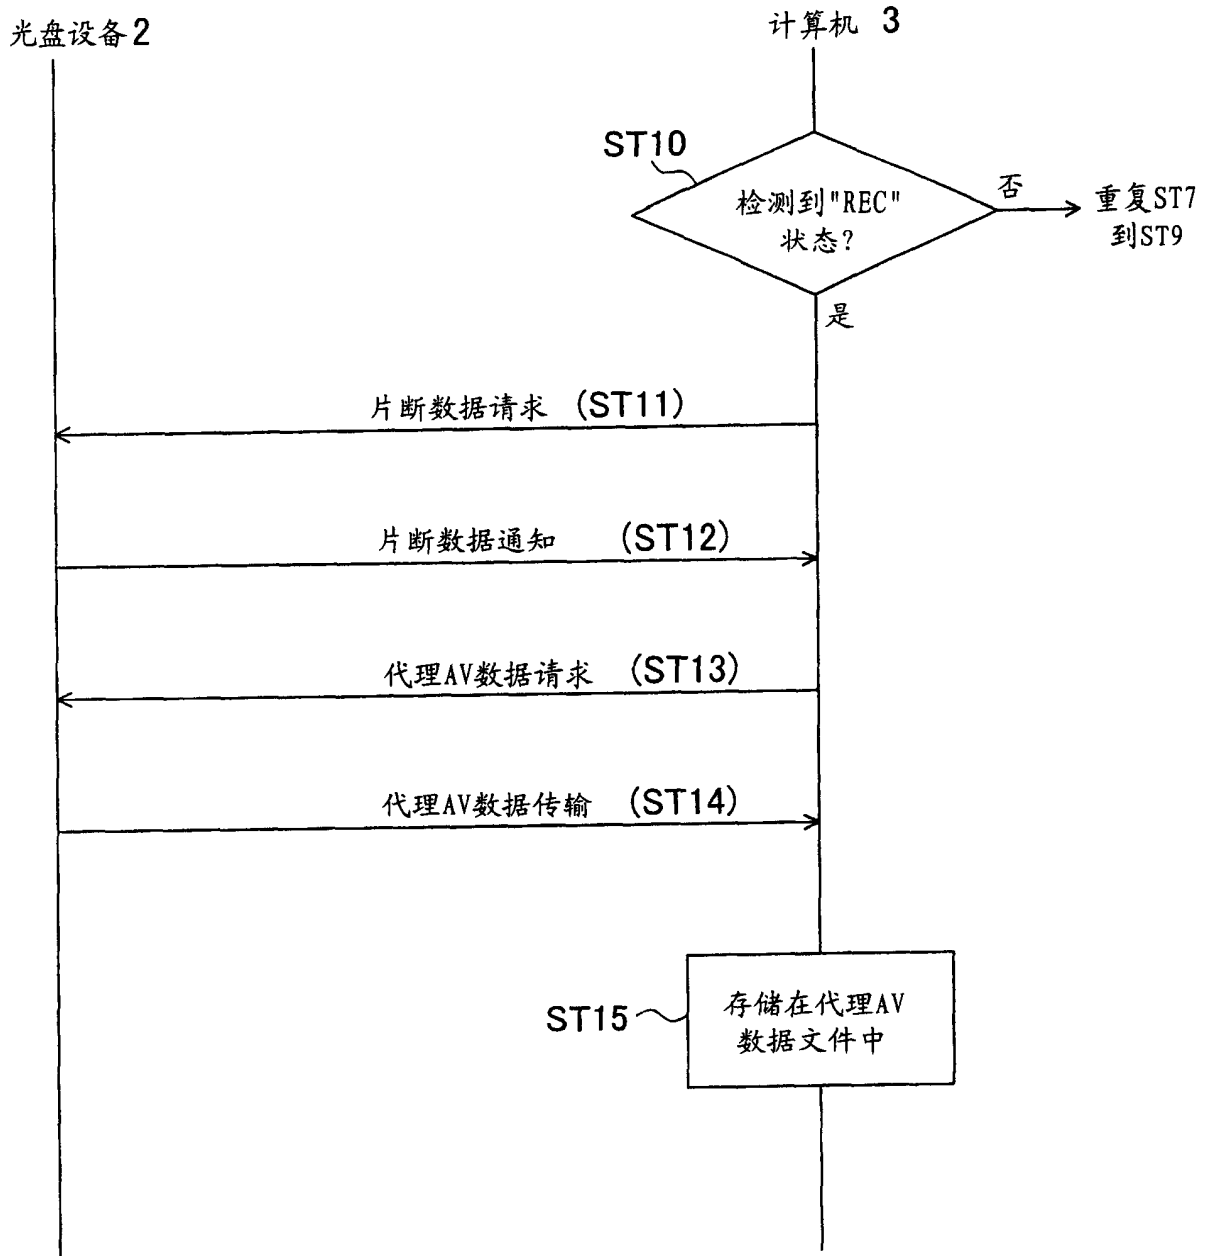 光盘设备2
计算机 3
ST10
检测到"REC"
状态?
否
重复ST7
到ST9
是
片断数据请求 (ST11)
片断数据通知 (ST12)
代理AV数据请求 (ST13)
代理AV数据传输 (ST14)
ST15
存储在代理AV
数据文件中